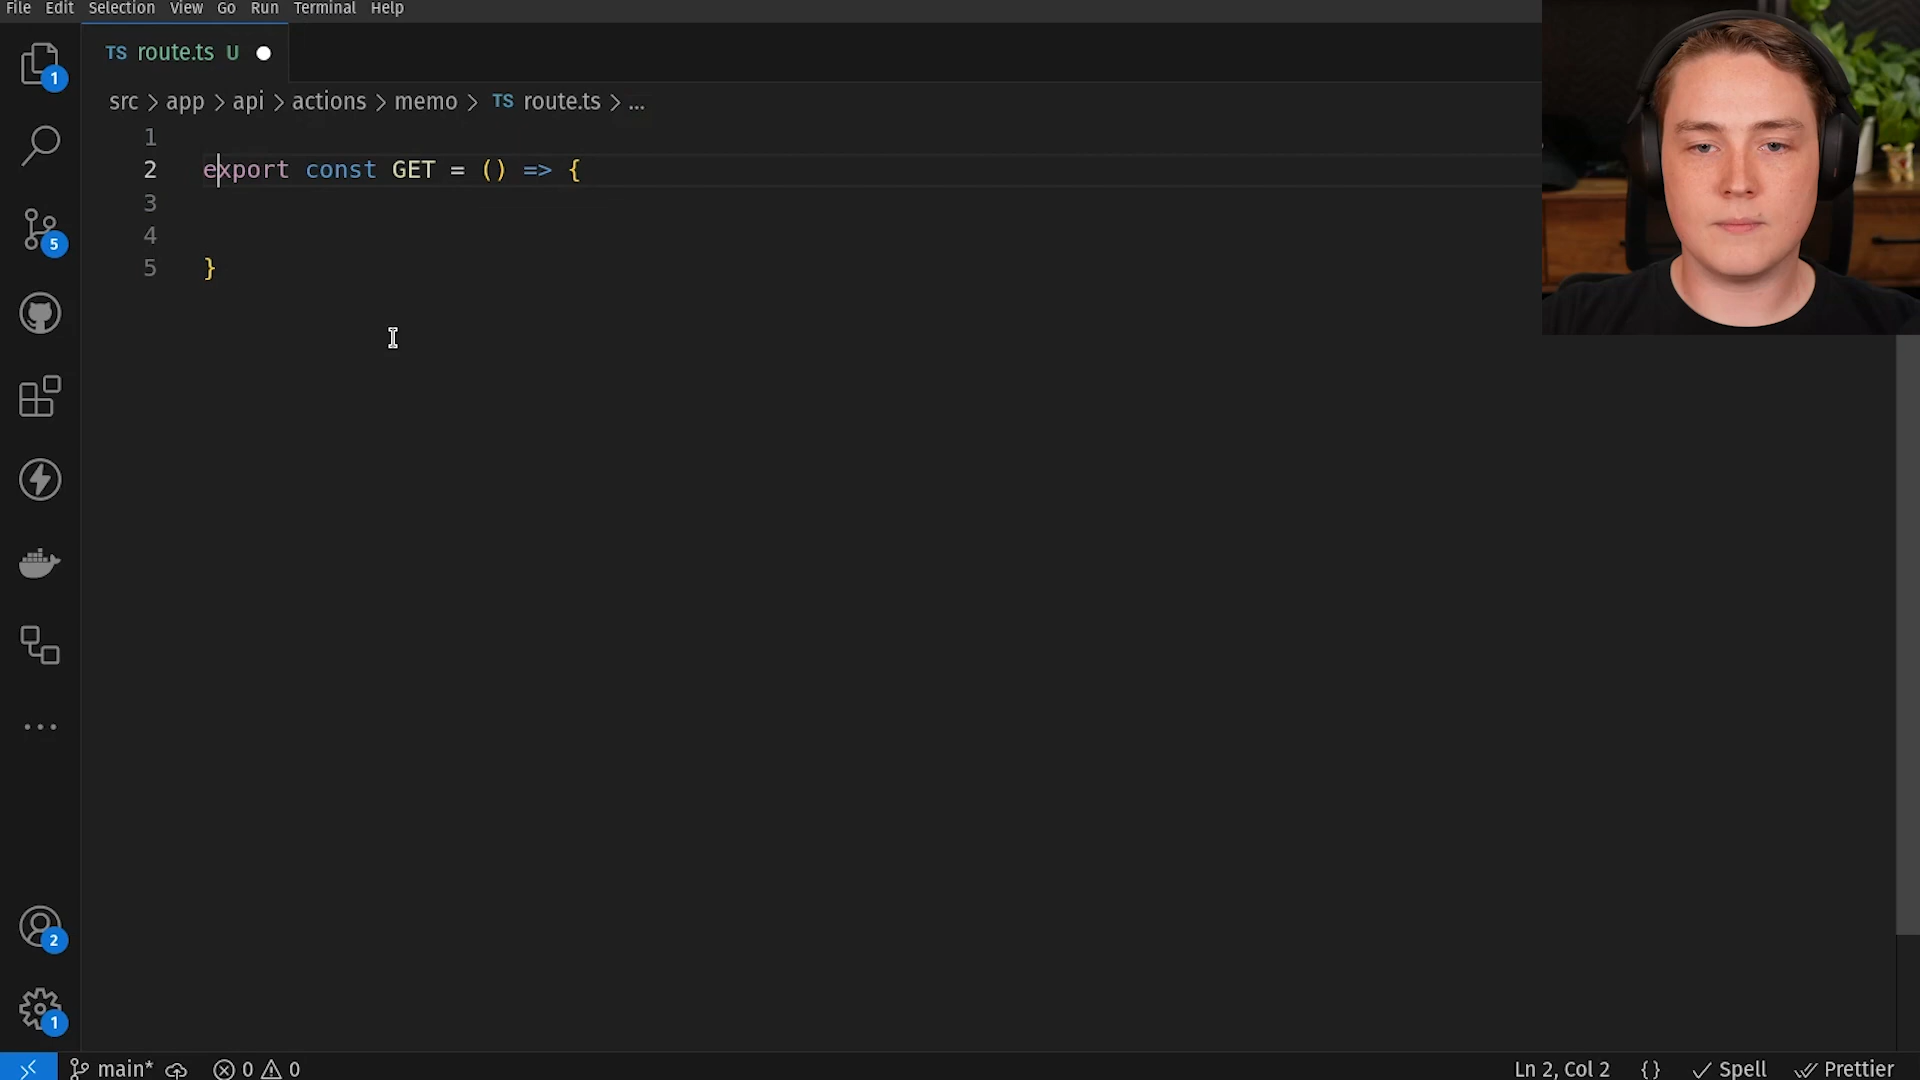 File Edit Selection View Go Run Terminal Help
TS route.ts U
src > app > api > actions > memo > TS route.ts > ...
1
2 export const GET = () => {
3
4
5 }
1
5
2
1
main* 0 0 Ln 2, Col 2 {} Spell Prettier